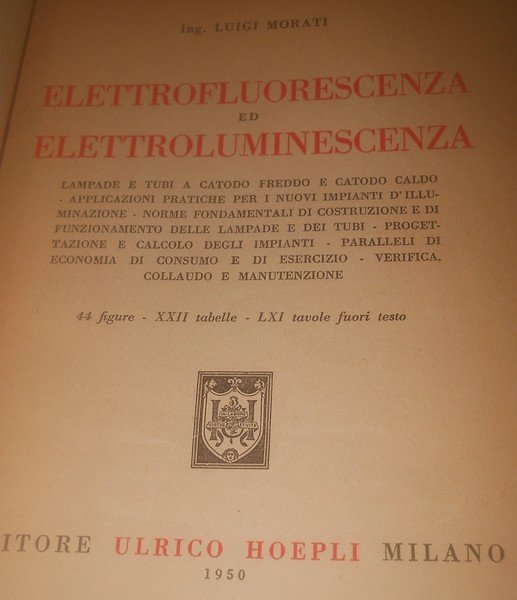 Ing. LUIGI MORATI
ELETTROFLUORESCENZA
ED
ELETTROLUMINESCENZA
LAMPADE E TUBI A CATODO FREDDO E CATODO CALDO
- APPLICAZIONI PRATICHE PER I NUOVI IMPIANTI D'ILLU-
MINAZIONE - NORME FONDAMENTALI DI COSTRUZIONE E DI
FUNZIONAMENTO DELLE LAMPADE E DEI TUBI - PROGET-
TAZIONE E CALCOLO DEGLI IMPIANTI - PARALLELI DI
ECONOMIA DI CONSUMO E DI ESERCIZIO - VERIFICA,
COLLAUDO E MANUTENZIONE
44 figure - XXII tabelle - LXI tavole fuori testo
ITORE ULRICO HOEPLI MILANO
1950